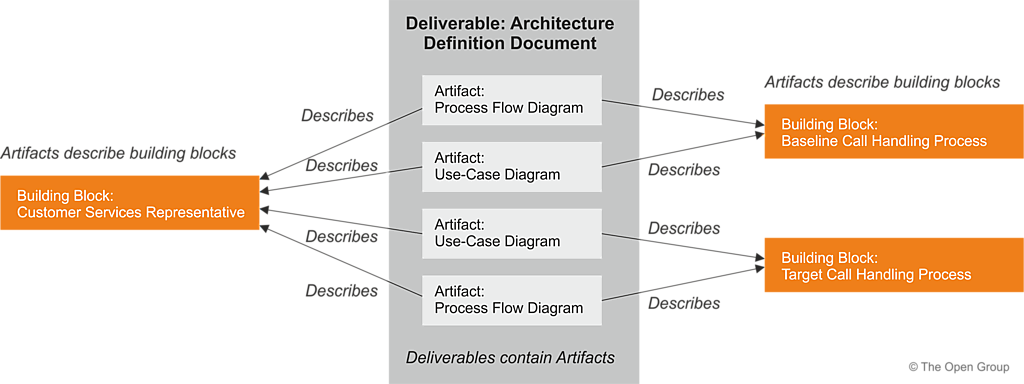 Deliverable: Architecture
Definition Document
Artifact:
Process Flow Diagram
Artifact:
Use-Case Diagram
Artifact:
Use-Case Diagram
Artifact:
Process Flow Diagram
Deliverables contain Artifacts
Describes
Describes
Describes
Describes
Artifacts describe building blocks
Building Block:
Customer Services Representative
Describes
Describes
Describes
Describes
Artifacts describe building blocks
Building Block:
Baseline Call Handling Process
Building Block:
Target Call Handling Process
© The Open Group